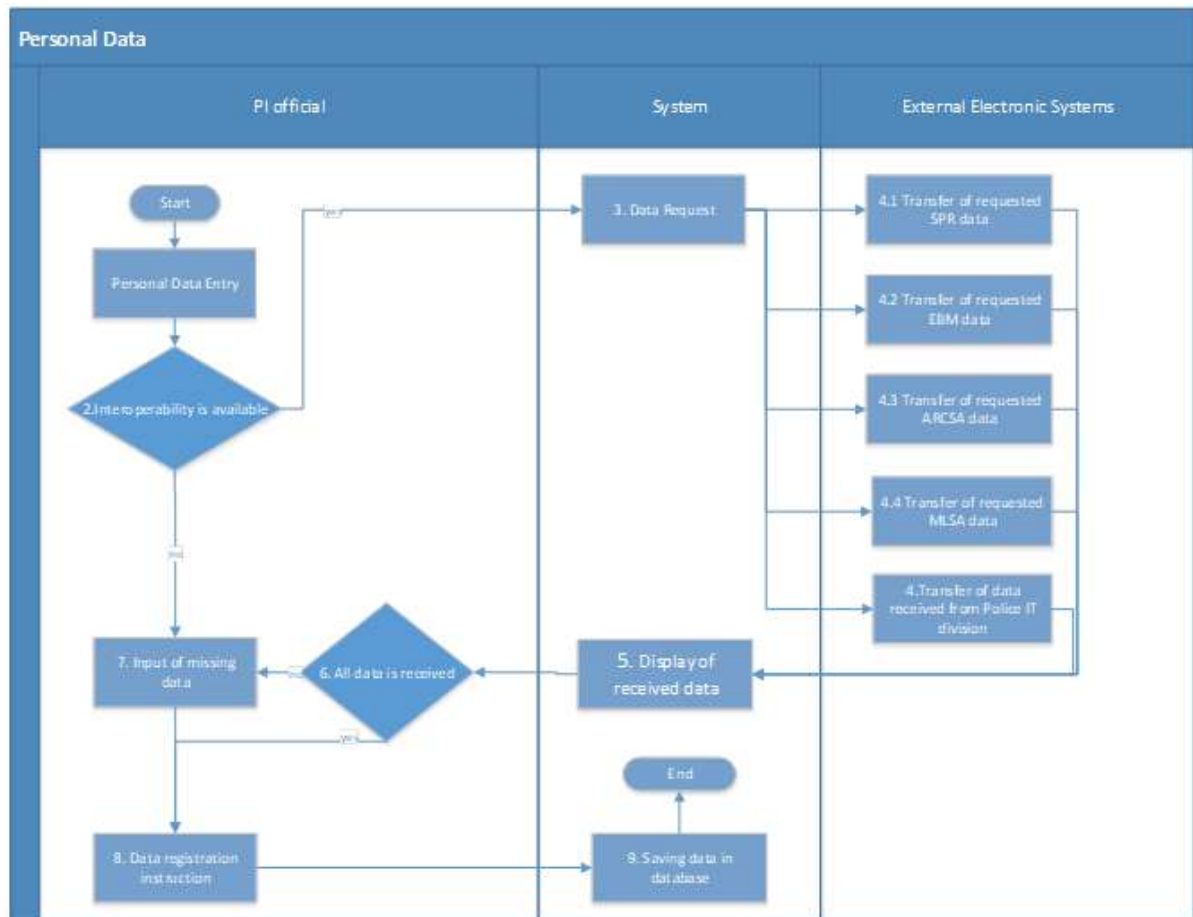 Personal Data
PI official
System
External Electronic Systems
Start
Personal Data Entry
2.Interoperability is available
yes
no
3. Data Request
4.1 Transfer of requested
SPR data
4.2 Transfer of requested
EBM data
4.3 Transfer of requested
ARCSA data
4.4 Transfer of requested
MLSA data
4.Transfer of data
received from Police IT
division
5. Display of
received data
6. All data is received
no
yes
7. Input of missing
data
8. Data registration
instruction
9. Saving data in
database
End